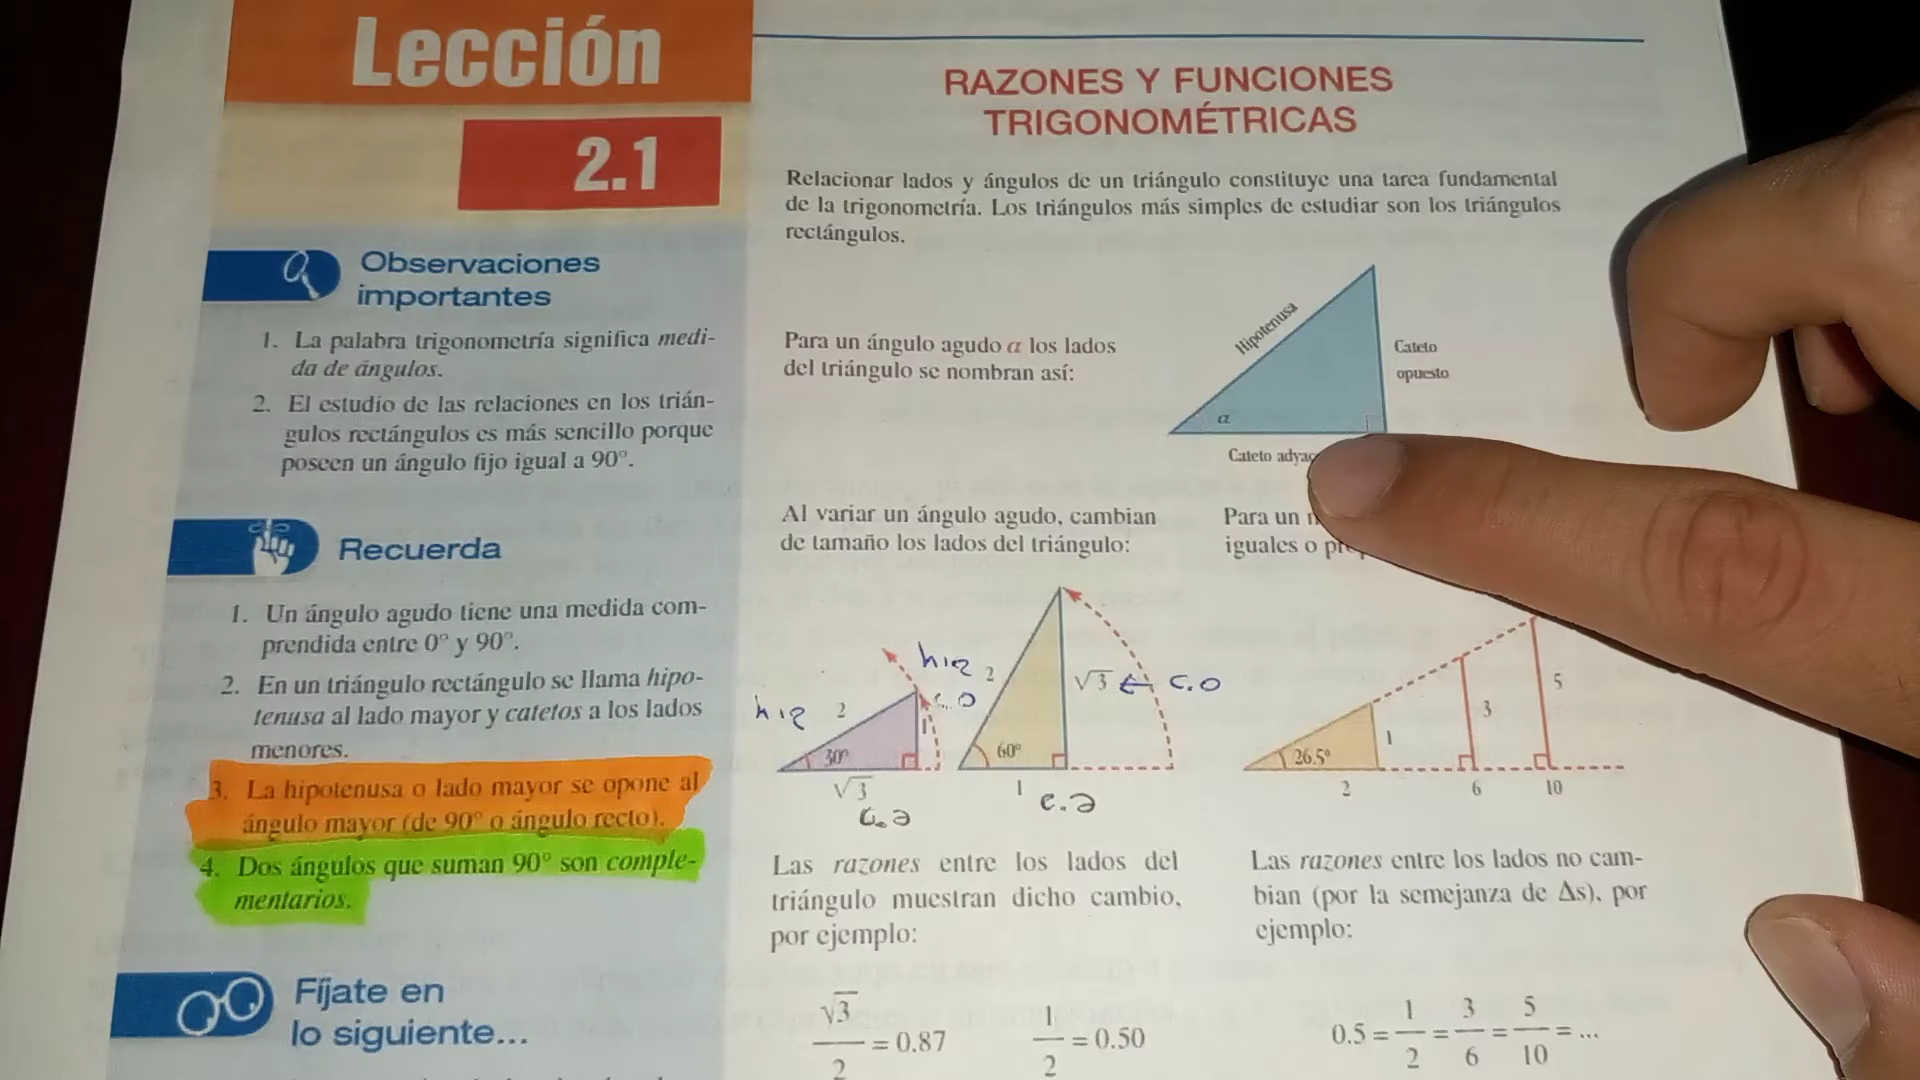 Lección
2.1
Observaciones
importantes
1. La palabra trigonometría significa medi-
da de ángulos.
2. El estudio de las relaciones en los trián-
gulos rectángulos es más sencillo porque
poseen un ángulo fijo igual a 90°.
Recuerda
1. Un ángulo agudo tiene una medida com-
prendida entre 0° y 90°.
2. En un triángulo rectángulo se llama hipo-
tenusa al lado mayor y catetos a los lados
menores.
3. La hipotenusa o lado mayor se opone al
ángulo mayor (de 90° o ángulo recto).
4. Dos ángulos que suman 90° son comple-
mentarios.
Fíjate en
lo siguiente...
RAZONES Y FUNCIONES
TRIGONOMÉTRICAS
Relacionar lados y ángulos de un triángulo constituye una tarea fundamental
de la trigonometría. Los triángulos más simples de estudiar son los triángulos
rectángulos.
Para un ángulo agudo α los lados
del triángulo se nombran así:
Hipotenusa
Cateto
opuesto
α
Cateto
Al variar un ángulo agudo, cambian
de tamaño los lados del triángulo:
hip 2
c.o
1
30°
√3
c.a
hip 2
√3 ← c.o
60°
1 c.a
Para un
iguales o
26.5°
1
3
5
2
6
10
Las razones entre los lados del
triángulo muestran dicho cambio,
por ejemplo:
√3/2 = 0.87
1/2 = 0.50
Las razones entre los lados no cam-
bian (por la semejanza de Δs), por
ejemplo:
0.5 = 1/2 = 3/6 = 5/10 = ...